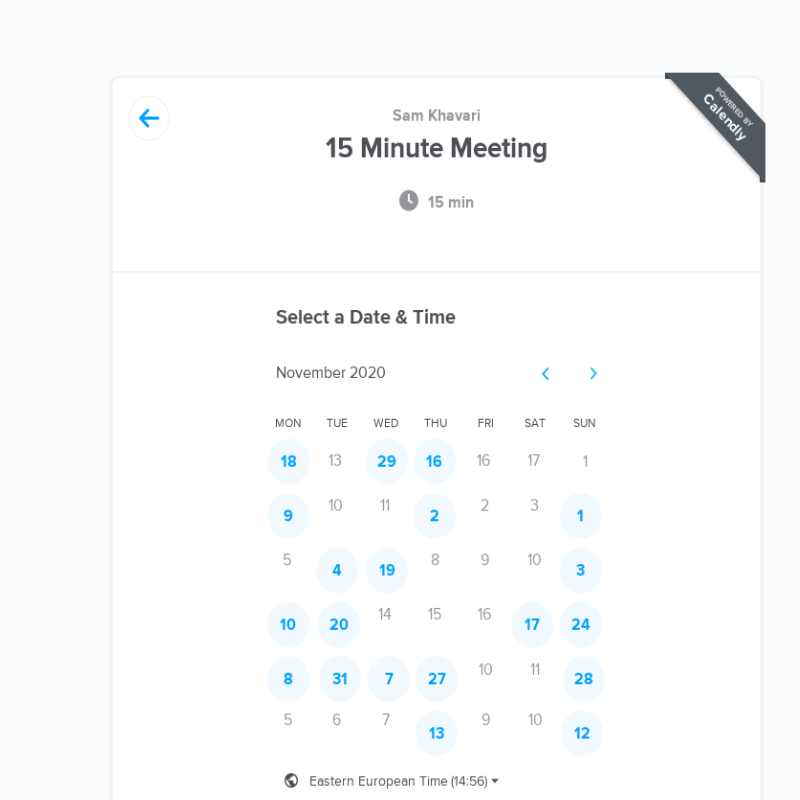 POWERED BY
Calendly
Sam Khavari
15 Minute Meeting
15 min
Select a Date & Time
November 2020
MON TUE WED THU FRI SAT SUN
18 13 29 16 16 17 1
9 10 11 2 2 3 1
5 4 19 8 9 10 3
10 20 14 15 16 17 24
8 31 7 27 10 11 28
5 6 7 13 9 10 12
Eastern European Time (14:56)